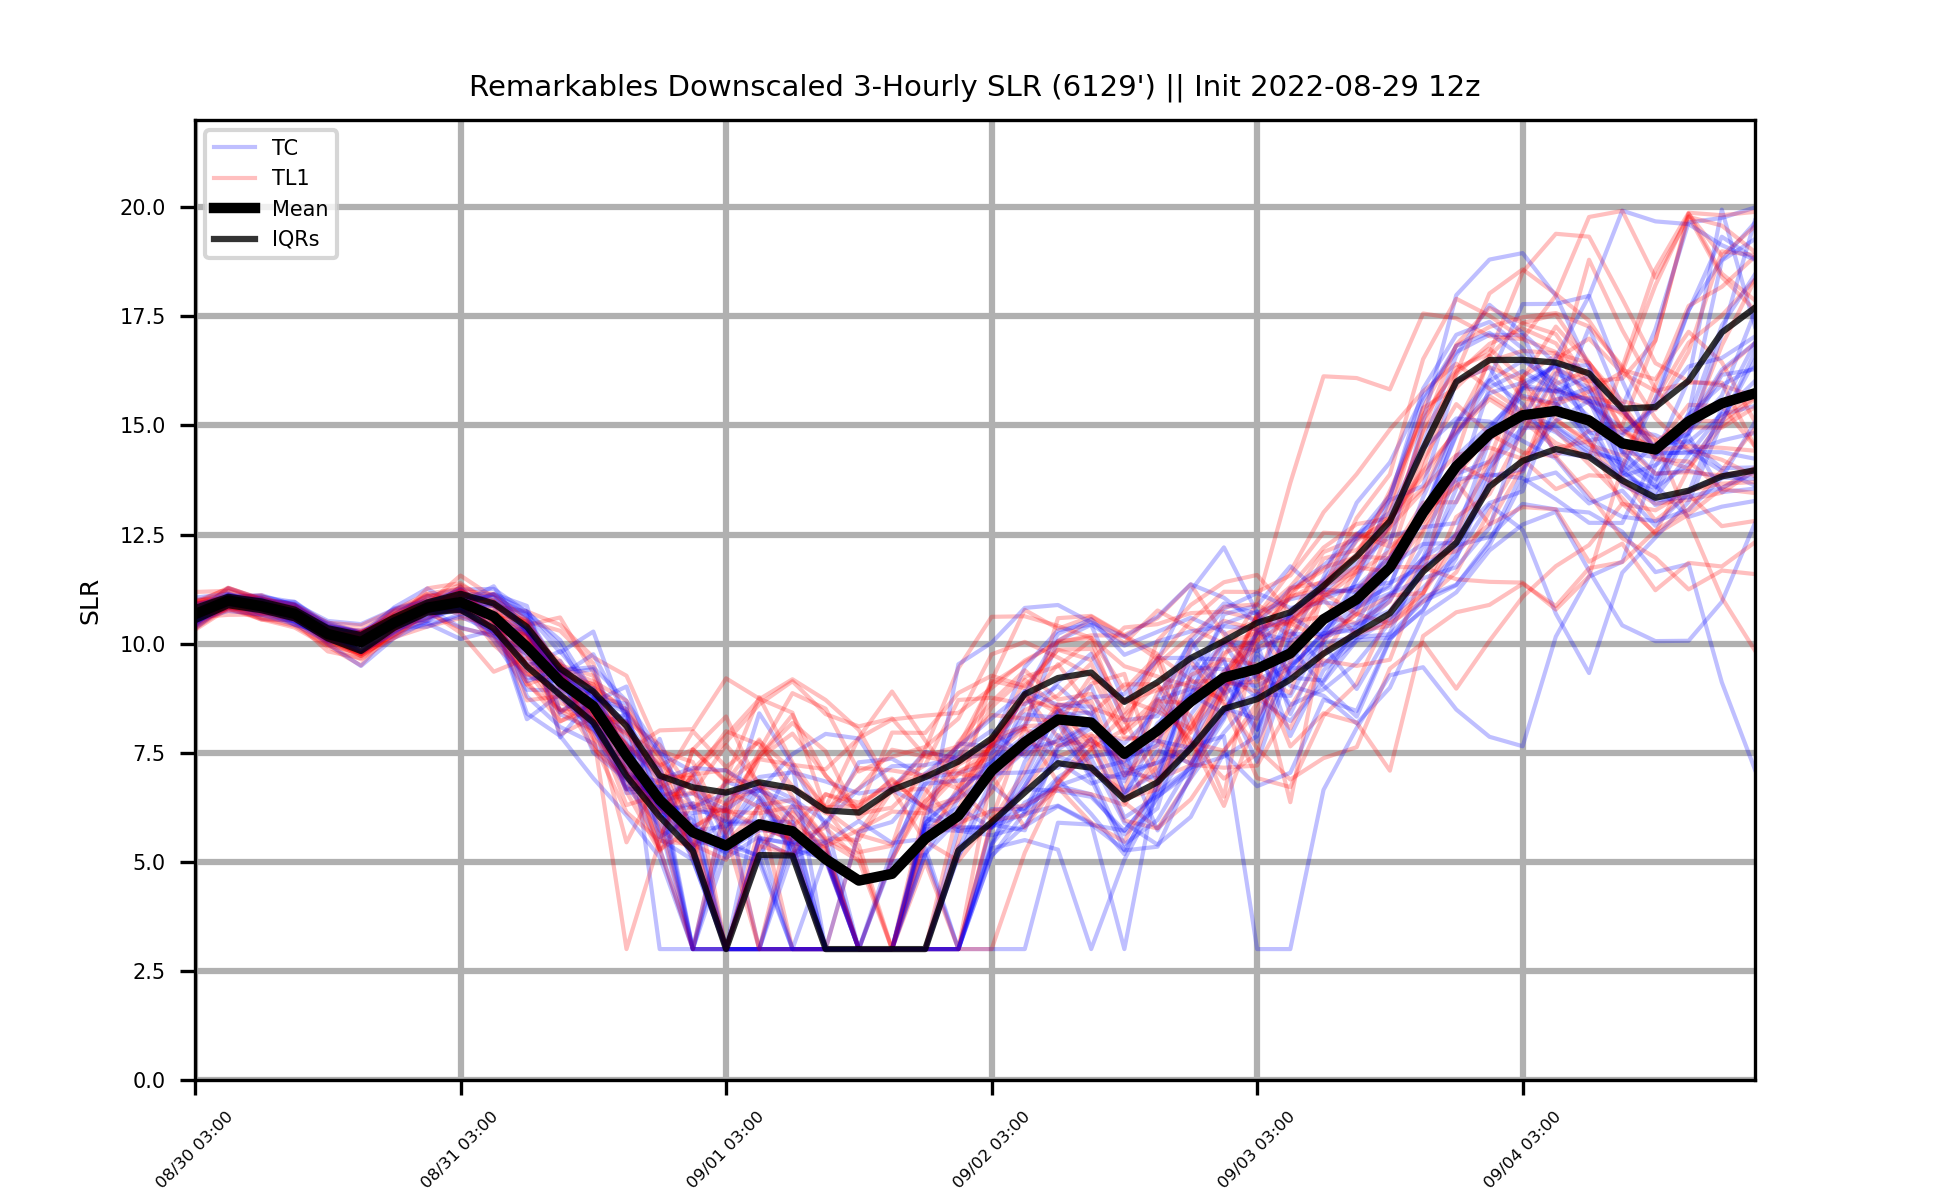 Remarkables Downscaled 3-Hourly SLR (6129') || Init 2022-08-29 12z
TC
TL1
Mean
IQRs
SLR
20.0
17.5
15.0
12.5
10.0
7.5
5.0
2.5
0.0
08/30 03:00
08/31 03:00
09/01 03:00
09/02 03:00
09/03 03:00
09/04 03:00